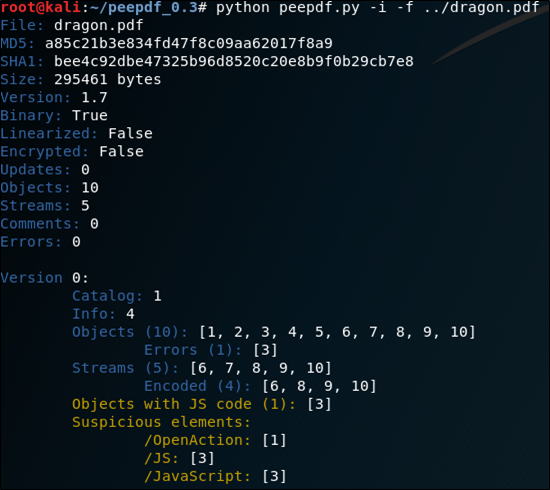 root@kali:~/peepdf_0.3# python peepdf.py -i -f ../dragon.pdf
File: dragon.pdf
MD5: a85c21b3e834fd47f8c09aa62017f8a9
SHA1: bee4c92dbe47325b96d8520c20e8b9f0b29cb7e8
Size: 295461 bytes
Version: 1.7
Binary: True
Linearized: False
Encrypted: False
Updates: 0
Objects: 10
Streams: 5
Comments: 0
Errors: 0
Version 0:
Catalog: 1
Info: 4
Objects (10): [1, 2, 3, 4, 5, 6, 7, 8, 9, 10]
Errors (1): [3]
Streams (5): [6, 7, 8, 9, 10]
Encoded (4): [6, 8, 9, 10]
Objects with JS code (1): [3]
Suspicious elements:
/OpenAction: [1]
/JS: [3]
/JavaScript: [3]